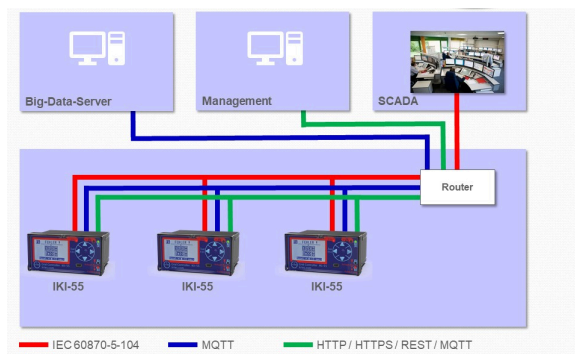 Big-Data-Server
Management
SCADA
Router
IKI-55
IKI-55
IKI-55
IEC 60870-5-104
MQTT
HTTP / HTTPS / REST / MQTT